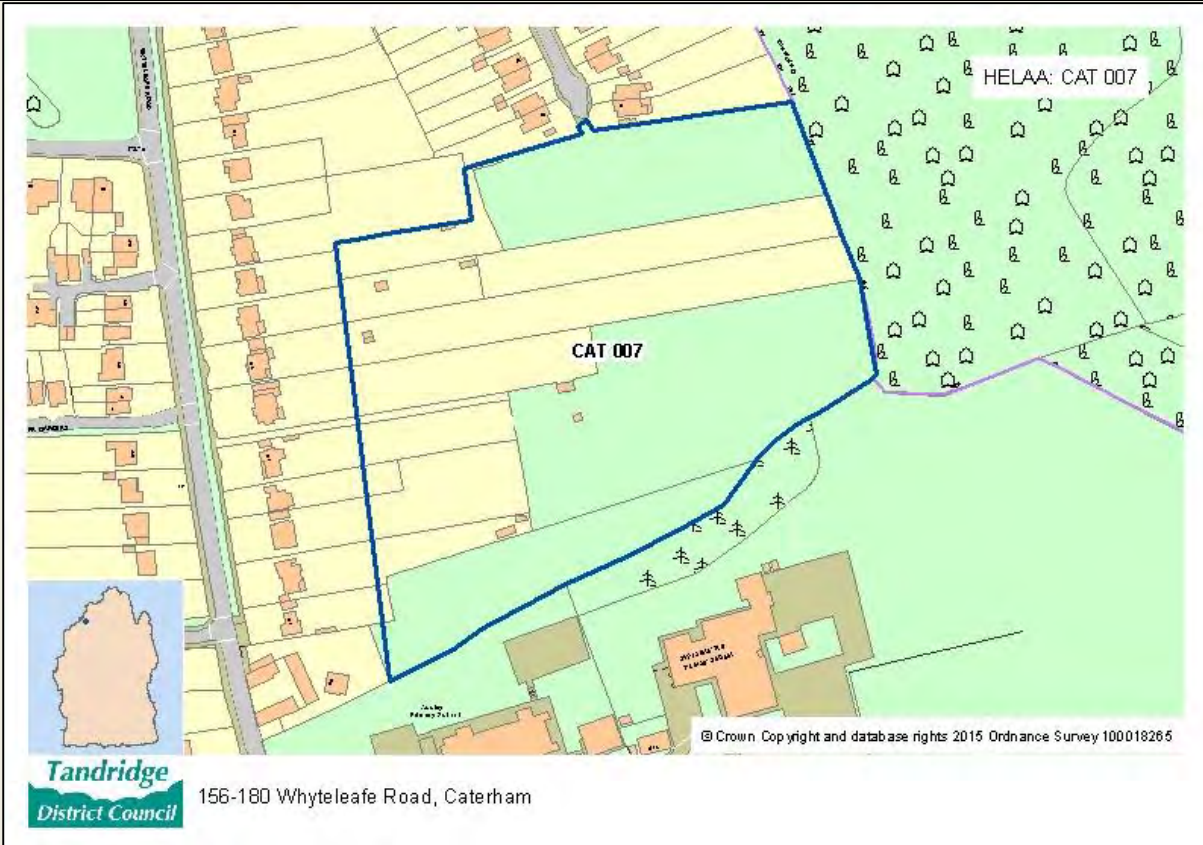 HELAA: CAT 007
CAT 007
© Crown Copyright and database rights 2015 Ordnance Survey 100018265
Tandridge
District Council
156-180 Whyteleafe Road, Caterham